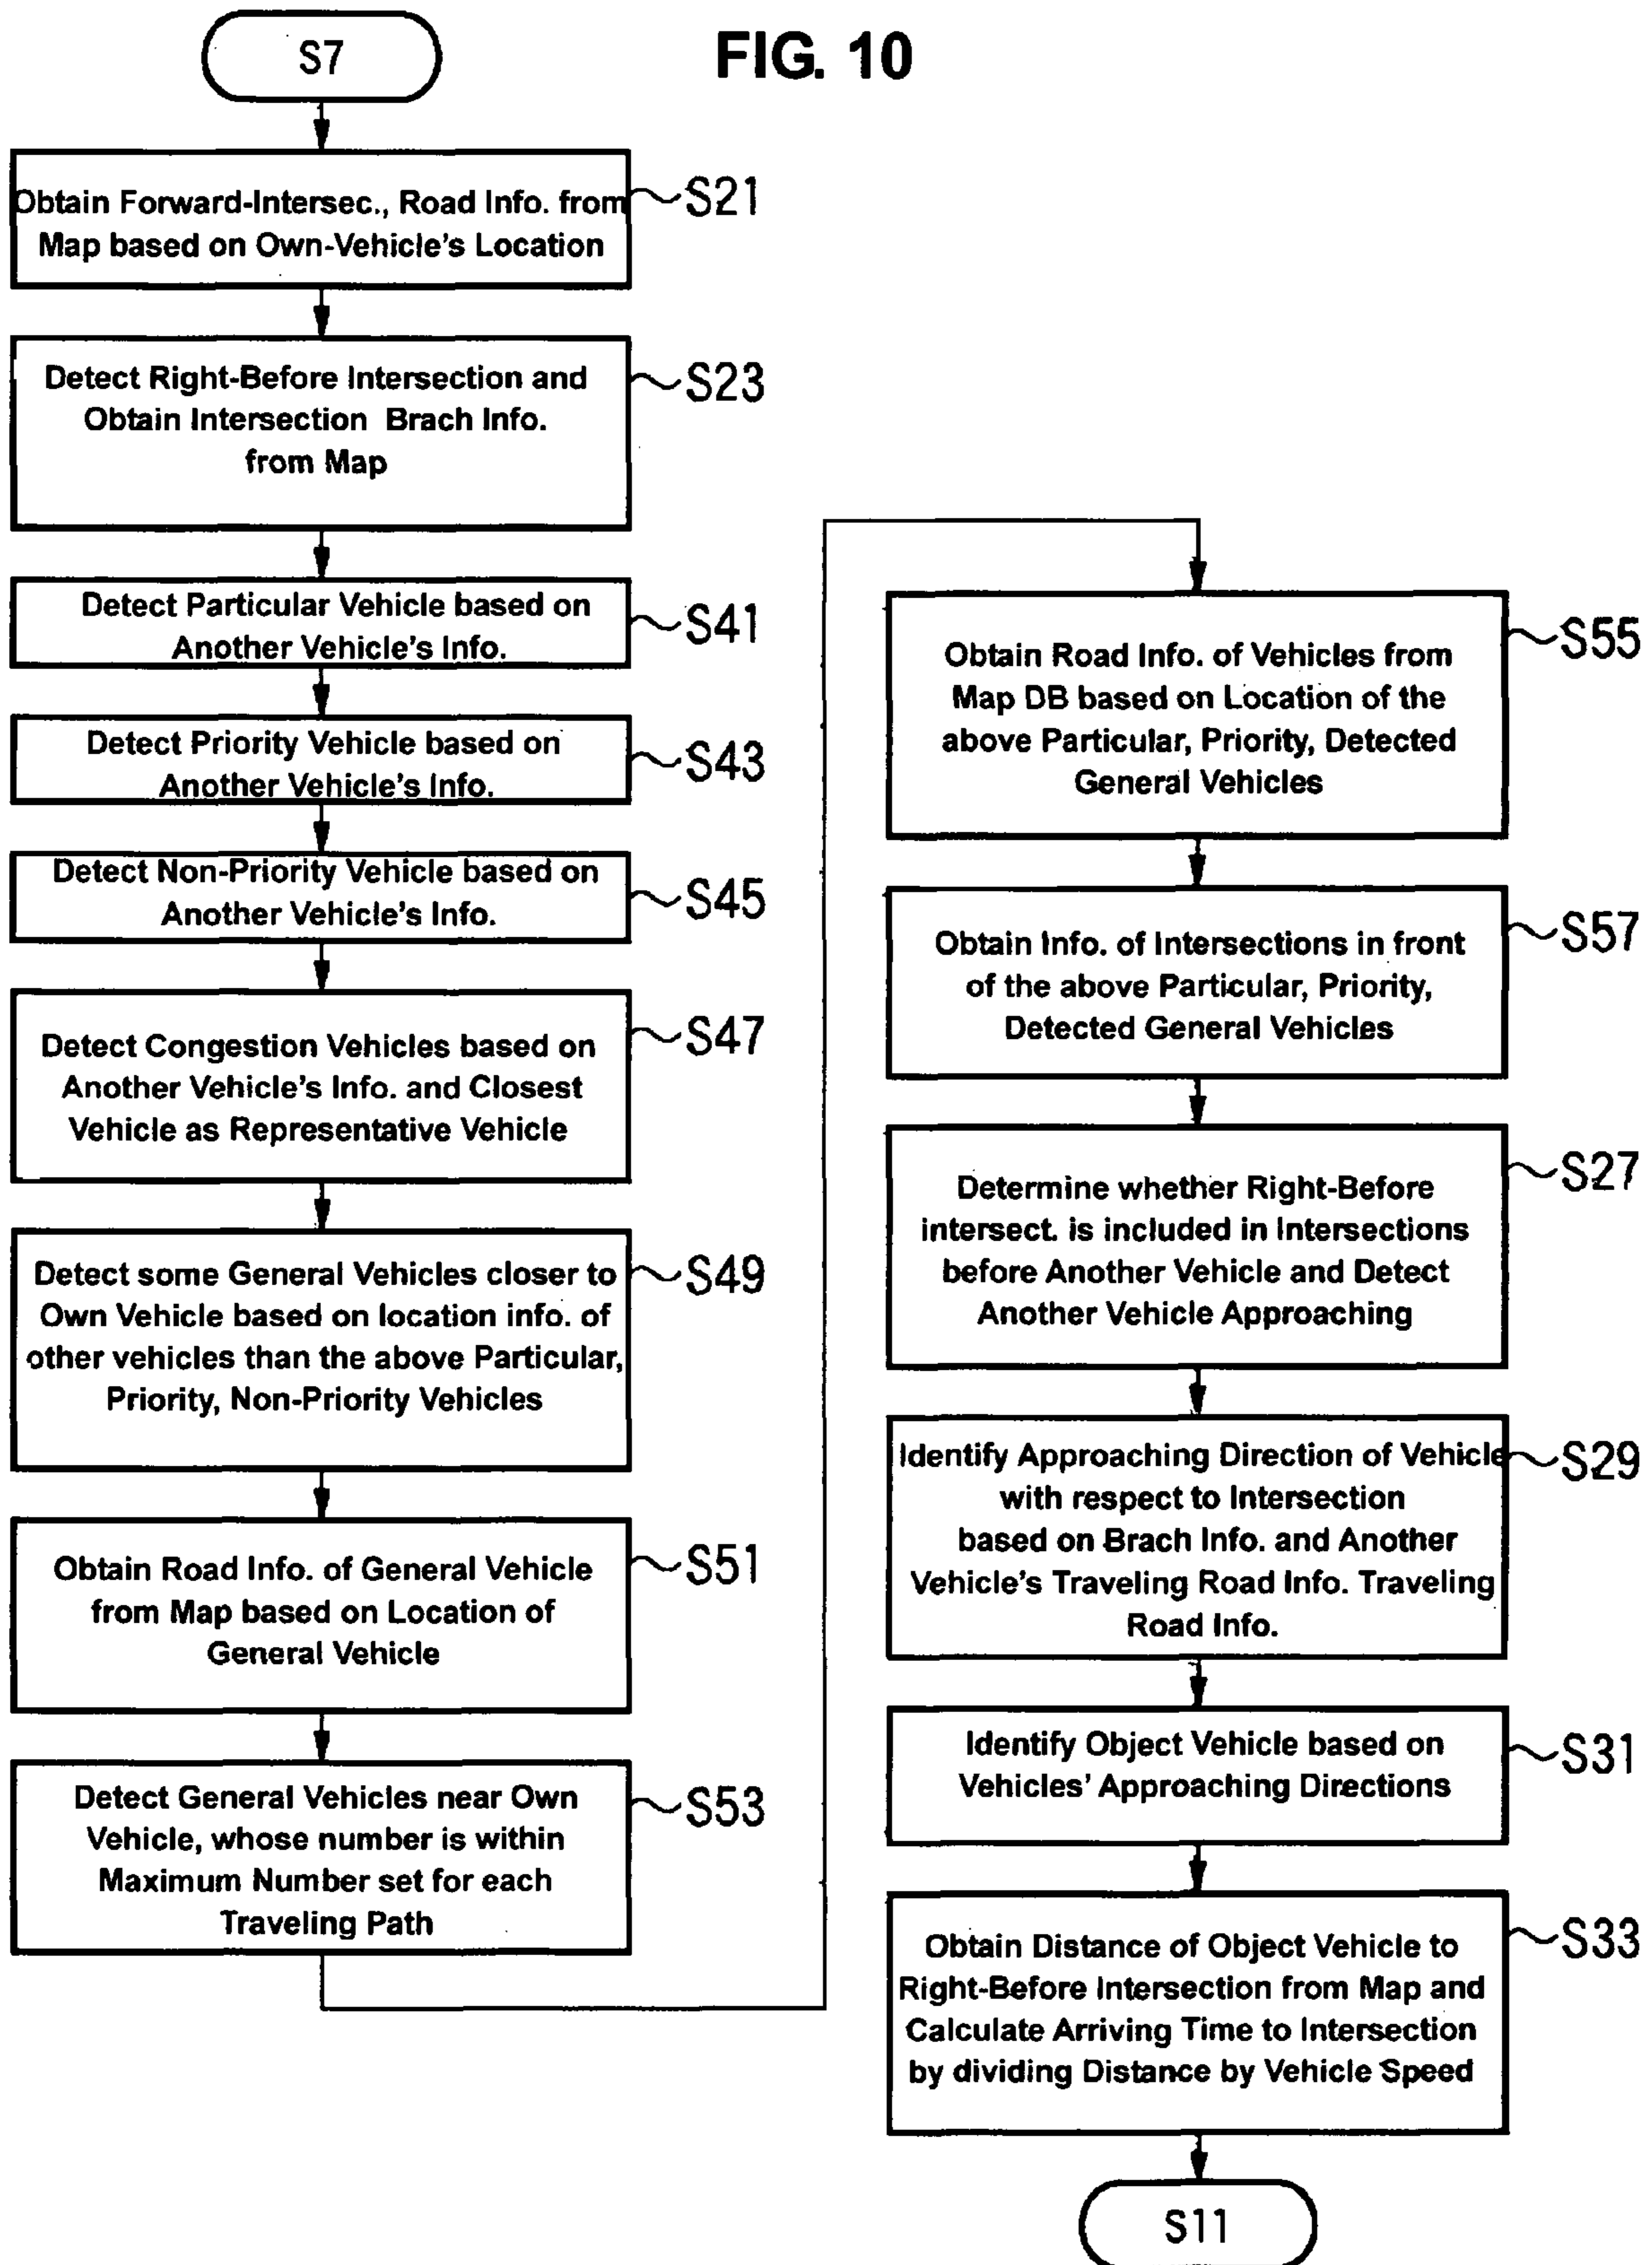 FIG. 10
S7
Obtain Forward-Intersec., Road Info. from
Map based on Own-Vehicle's Location
S21
Detect Right-Before Intersection and
Obtain Intersection Brach Info.
from Map
S23
Detect Particular Vehicle based on
Another Vehicle's Info.
S41
Detect Priority Vehicle based on
Another Vehicle's Info.
S43
Detect Non-Priority Vehicle based on
Another Vehicle's Info.
S45
Detect Congestion Vehicles based on
Another Vehicle's Info. and Closest
Vehicle as Representative Vehicle
S47
Detect some General Vehicles closer to
Own Vehicle based on location info. of
other vehicles than the above Particular,
Priority, Non-Priority Vehicles
S49
Obtain Road Info. of General Vehicle
from Map based on Location of
General Vehicle
S51
Detect General Vehicles near Own
Vehicle, whose number is within
Maximum Number set for each
Traveling Path
S53
Obtain Road Info. of Vehicles from
Map DB based on Location of the
above Particular, Priority, Detected
General Vehicles
S55
Obtain Info. of Intersections in front
of the above Particular, Priority,
Detected General Vehicles
S57
Determine whether Right-Before
intersect. is included in Intersections
before Another Vehicle and Detect
Another Vehicle Approaching
S27
Identify Approaching Direction of Vehicle
with respect to Intersection
based on Brach Info. and Another
Vehicle's Traveling Road Info. Traveling
Road Info.
S29
Identify Object Vehicle based on
Vehicles' Approaching Directions
S31
Obtain Distance of Object Vehicle to
Right-Before Intersection from Map and
Calculate Arriving Time to Intersection
by dividing Distance by Vehicle Speed
S33
S11